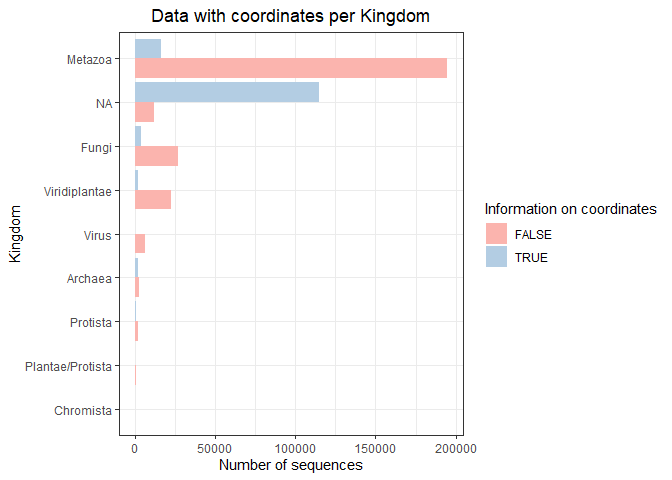 Data with coordinates per Kingdom
Kingdom
Metazoa
NA
Fungi
Viridiplantae
Virus
Archaea
Protista
Plantae/Protista
Chromista
0
50000
100000
150000
200000
Number of sequences
Information on coordinates
FALSE
TRUE